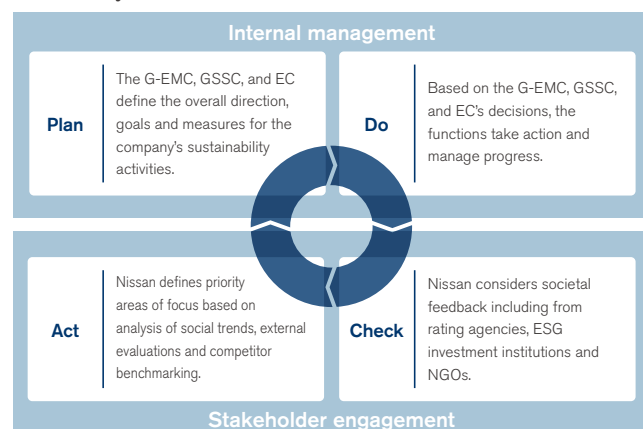 Internal management
Plan
The G-EMC, GSSC, and EC
define the overall direction,
goals and measures for the
company's sustainability
activities.
Do
Based on the G-EMC, GSSC,
and EC's decisions, the
functions take action and
manage progress.
Act
Nissan defines priority
areas of focus based on
analysis of social trends, external
evaluations and competitor
benchmarking.
Check
Nissan considers societal
feedback including from
rating agencies, ESG
investment institutions and
NGOs.
Stakeholder engagement